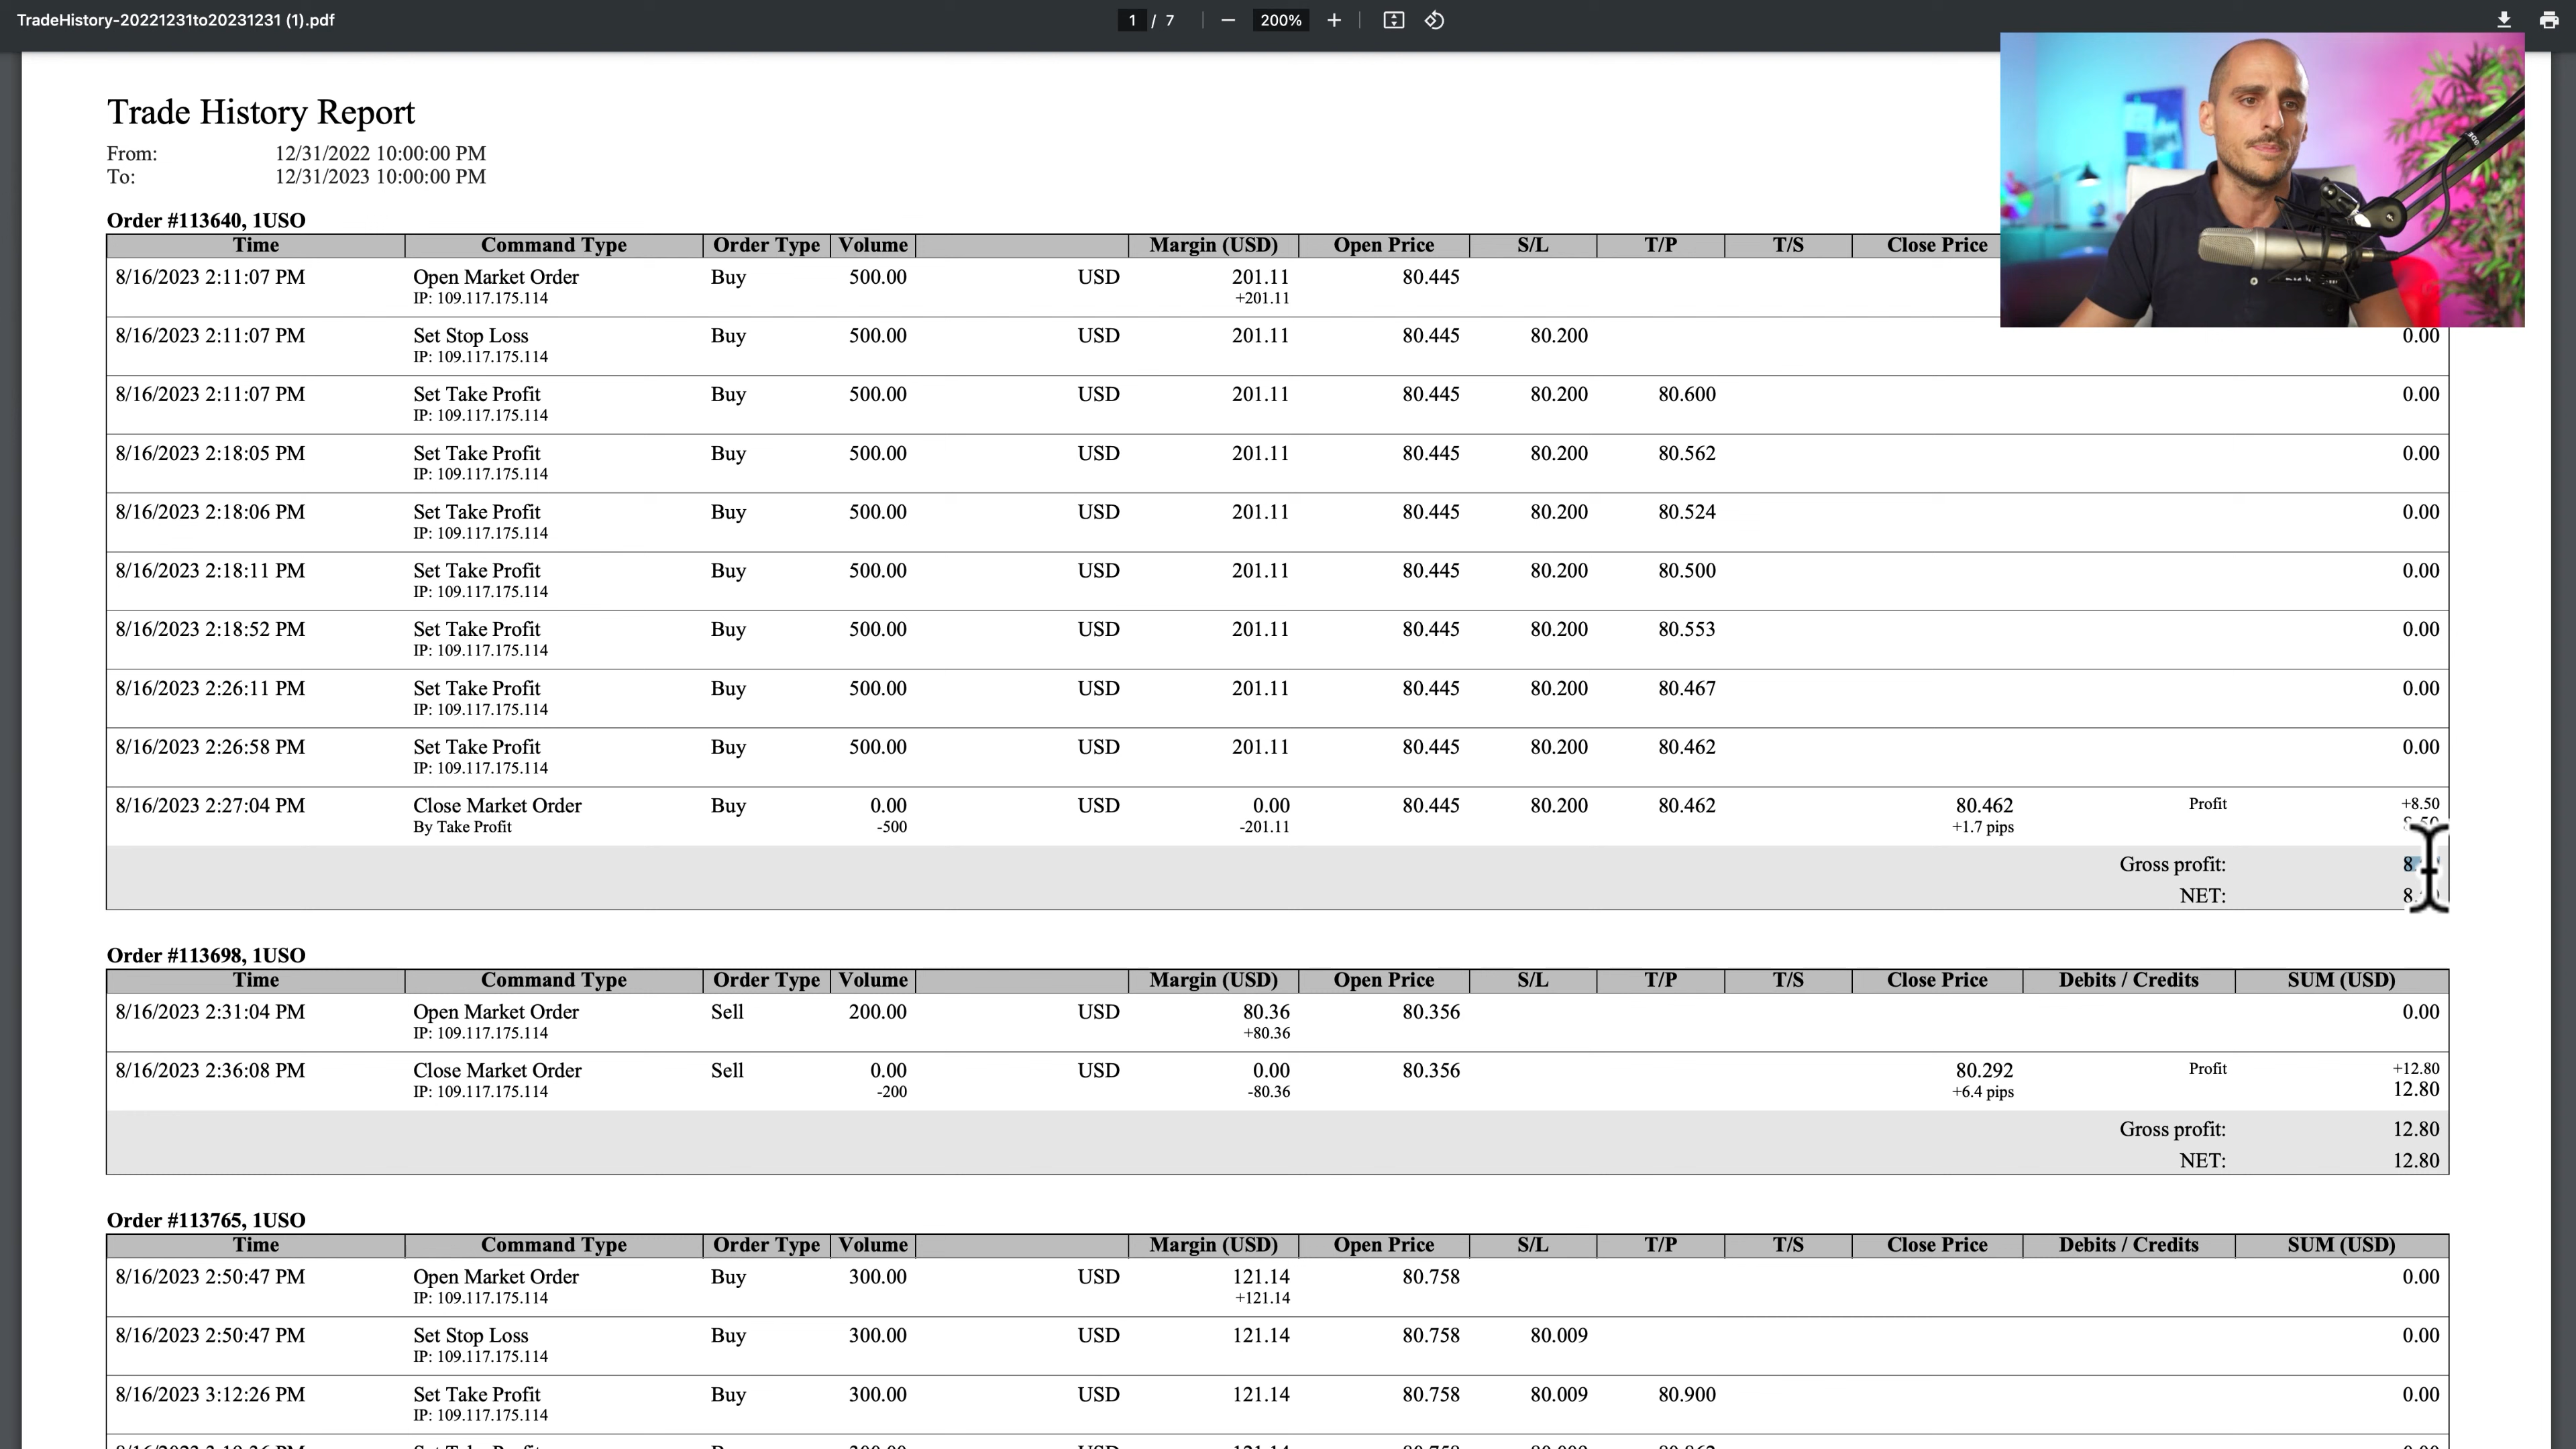 TradeHistory-20221231to20231231 (1).pdf
1 / 7
200%
Trade History Report
From: 12/31/2022 10:00:00 PM
To: 12/31/2023 10:00:00 PM
Order #113640, 1USO
Time Command Type Order Type Volume Margin (USD) Open Price S/L T/P T/S Close Price
8/16/2023 2:11:07 PM Open Market Order Buy 500.00 USD 201.11 80.445
IP: 109.117.175.114 +201.11
8/16/2023 2:11:07 PM Set Stop Loss Buy 500.00 USD 201.11 80.445 80.200 0.00
IP: 109.117.175.114
8/16/2023 2:11:07 PM Set Take Profit Buy 500.00 USD 201.11 80.445 80.200 80.600 0.00
IP: 109.117.175.114
8/16/2023 2:18:05 PM Set Take Profit Buy 500.00 USD 201.11 80.445 80.200 80.562 0.00
IP: 109.117.175.114
8/16/2023 2:18:06 PM Set Take Profit Buy 500.00 USD 201.11 80.445 80.200 80.524 0.00
IP: 109.117.175.114
8/16/2023 2:18:11 PM Set Take Profit Buy 500.00 USD 201.11 80.445 80.200 80.500 0.00
IP: 109.117.175.114
8/16/2023 2:18:52 PM Set Take Profit Buy 500.00 USD 201.11 80.445 80.200 80.553 0.00
IP: 109.117.175.114
8/16/2023 2:26:11 PM Set Take Profit Buy 500.00 USD 201.11 80.445 80.200 80.467 0.00
IP: 109.117.175.114
8/16/2023 2:26:58 PM Set Take Profit Buy 500.00 USD 201.11 80.445 80.200 80.462 0.00
IP: 109.117.175.114
8/16/2023 2:27:04 PM Close Market Order Buy 0.00 USD 0.00 80.445 80.200 80.462 80.462 Profit +8.50
By Take Profit -500 -201.11 +1.7 pips
Gross profit:
NET:
Order #113698, 1USO
Time Command Type Order Type Volume Margin (USD) Open Price S/L T/P T/S Close Price Debits / Credits SUM (USD)
8/16/2023 2:31:04 PM Open Market Order Sell 200.00 USD 80.36 80.356 0.00
IP: 109.117.175.114 +80.36
8/16/2023 2:36:08 PM Close Market Order Sell 0.00 USD 0.00 80.356 80.292 Profit +12.80
IP: 109.117.175.114 -200 -80.36 +6.4 pips 12.80
Gross profit: 12.80
NET: 12.80
Order #113765, 1USO
Time Command Type Order Type Volume Margin (USD) Open Price S/L T/P T/S Close Price Debits / Credits SUM (USD)
8/16/2023 2:50:47 PM Open Market Order Buy 300.00 USD 121.14 80.758 0.00
IP: 109.117.175.114 +121.14
8/16/2023 2:50:47 PM Set Stop Loss Buy 300.00 USD 121.14 80.758 80.009 0.00
IP: 109.117.175.114
8/16/2023 3:12:26 PM Set Take Profit Buy 300.00 USD 121.14 80.758 80.009 80.900 0.00
IP: 109.117.175.114